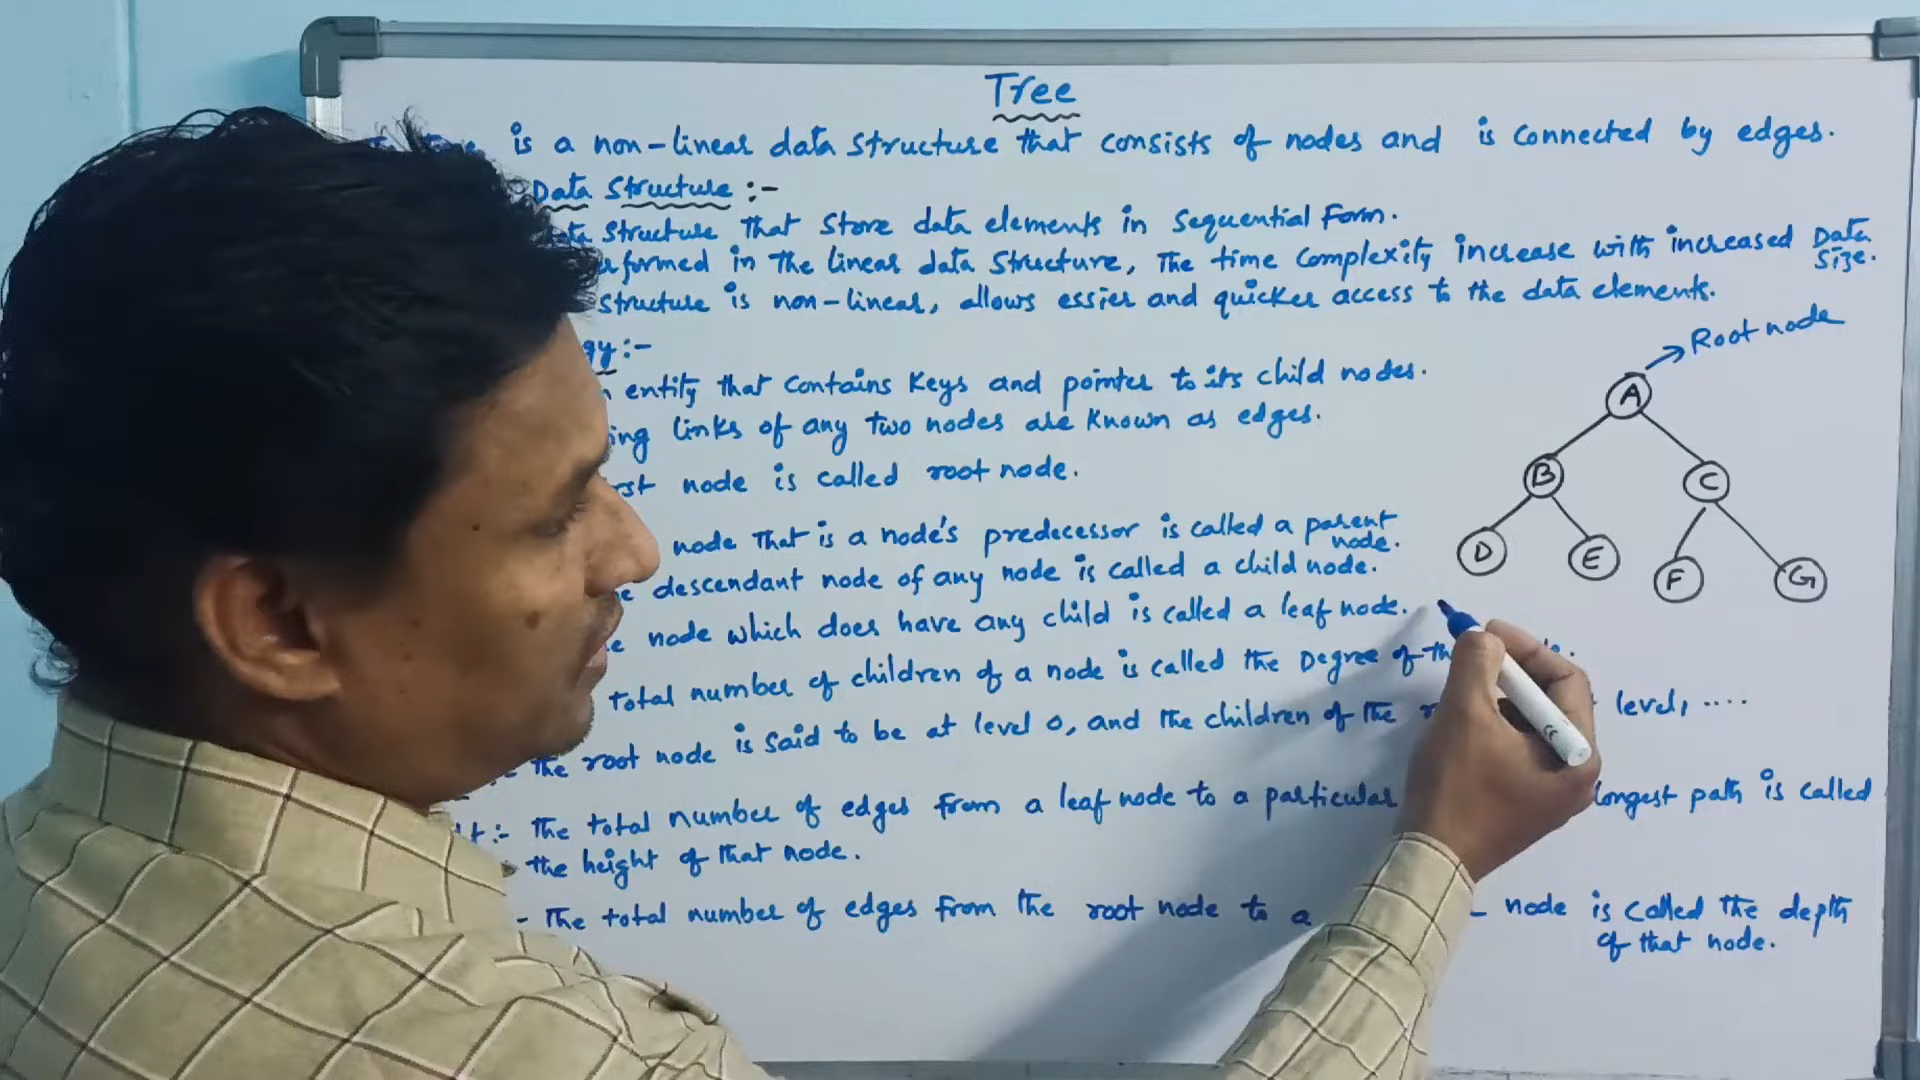 Tree
is a non-linear data structure that consists of nodes and is connected by edges.
Data Structure :-
structure that store data elements in sequential Form.
in the linear data structure, The time complexity increase with increased Data
size.
structure is non-linear, allows essier and quicker access to the data elements.
Root node
entity that contains Keys and pointer to its child nodes.
links of any two nodes are known as edges.
node is called root node.
node that is a node's predecessor is called a parent
node.
descendant node of any node is called a child node.
node which does have any child is called a leaf node.
total number of children of a node is called the Degree of
the root node is said to be at level 0, and the children of the level, ....
:- the total number of edges from a leaf node to a particular longest path is called
the height of that node.
- The total number of edges from the root node to a node is called the depth
of that node.
A
B C
D E F G